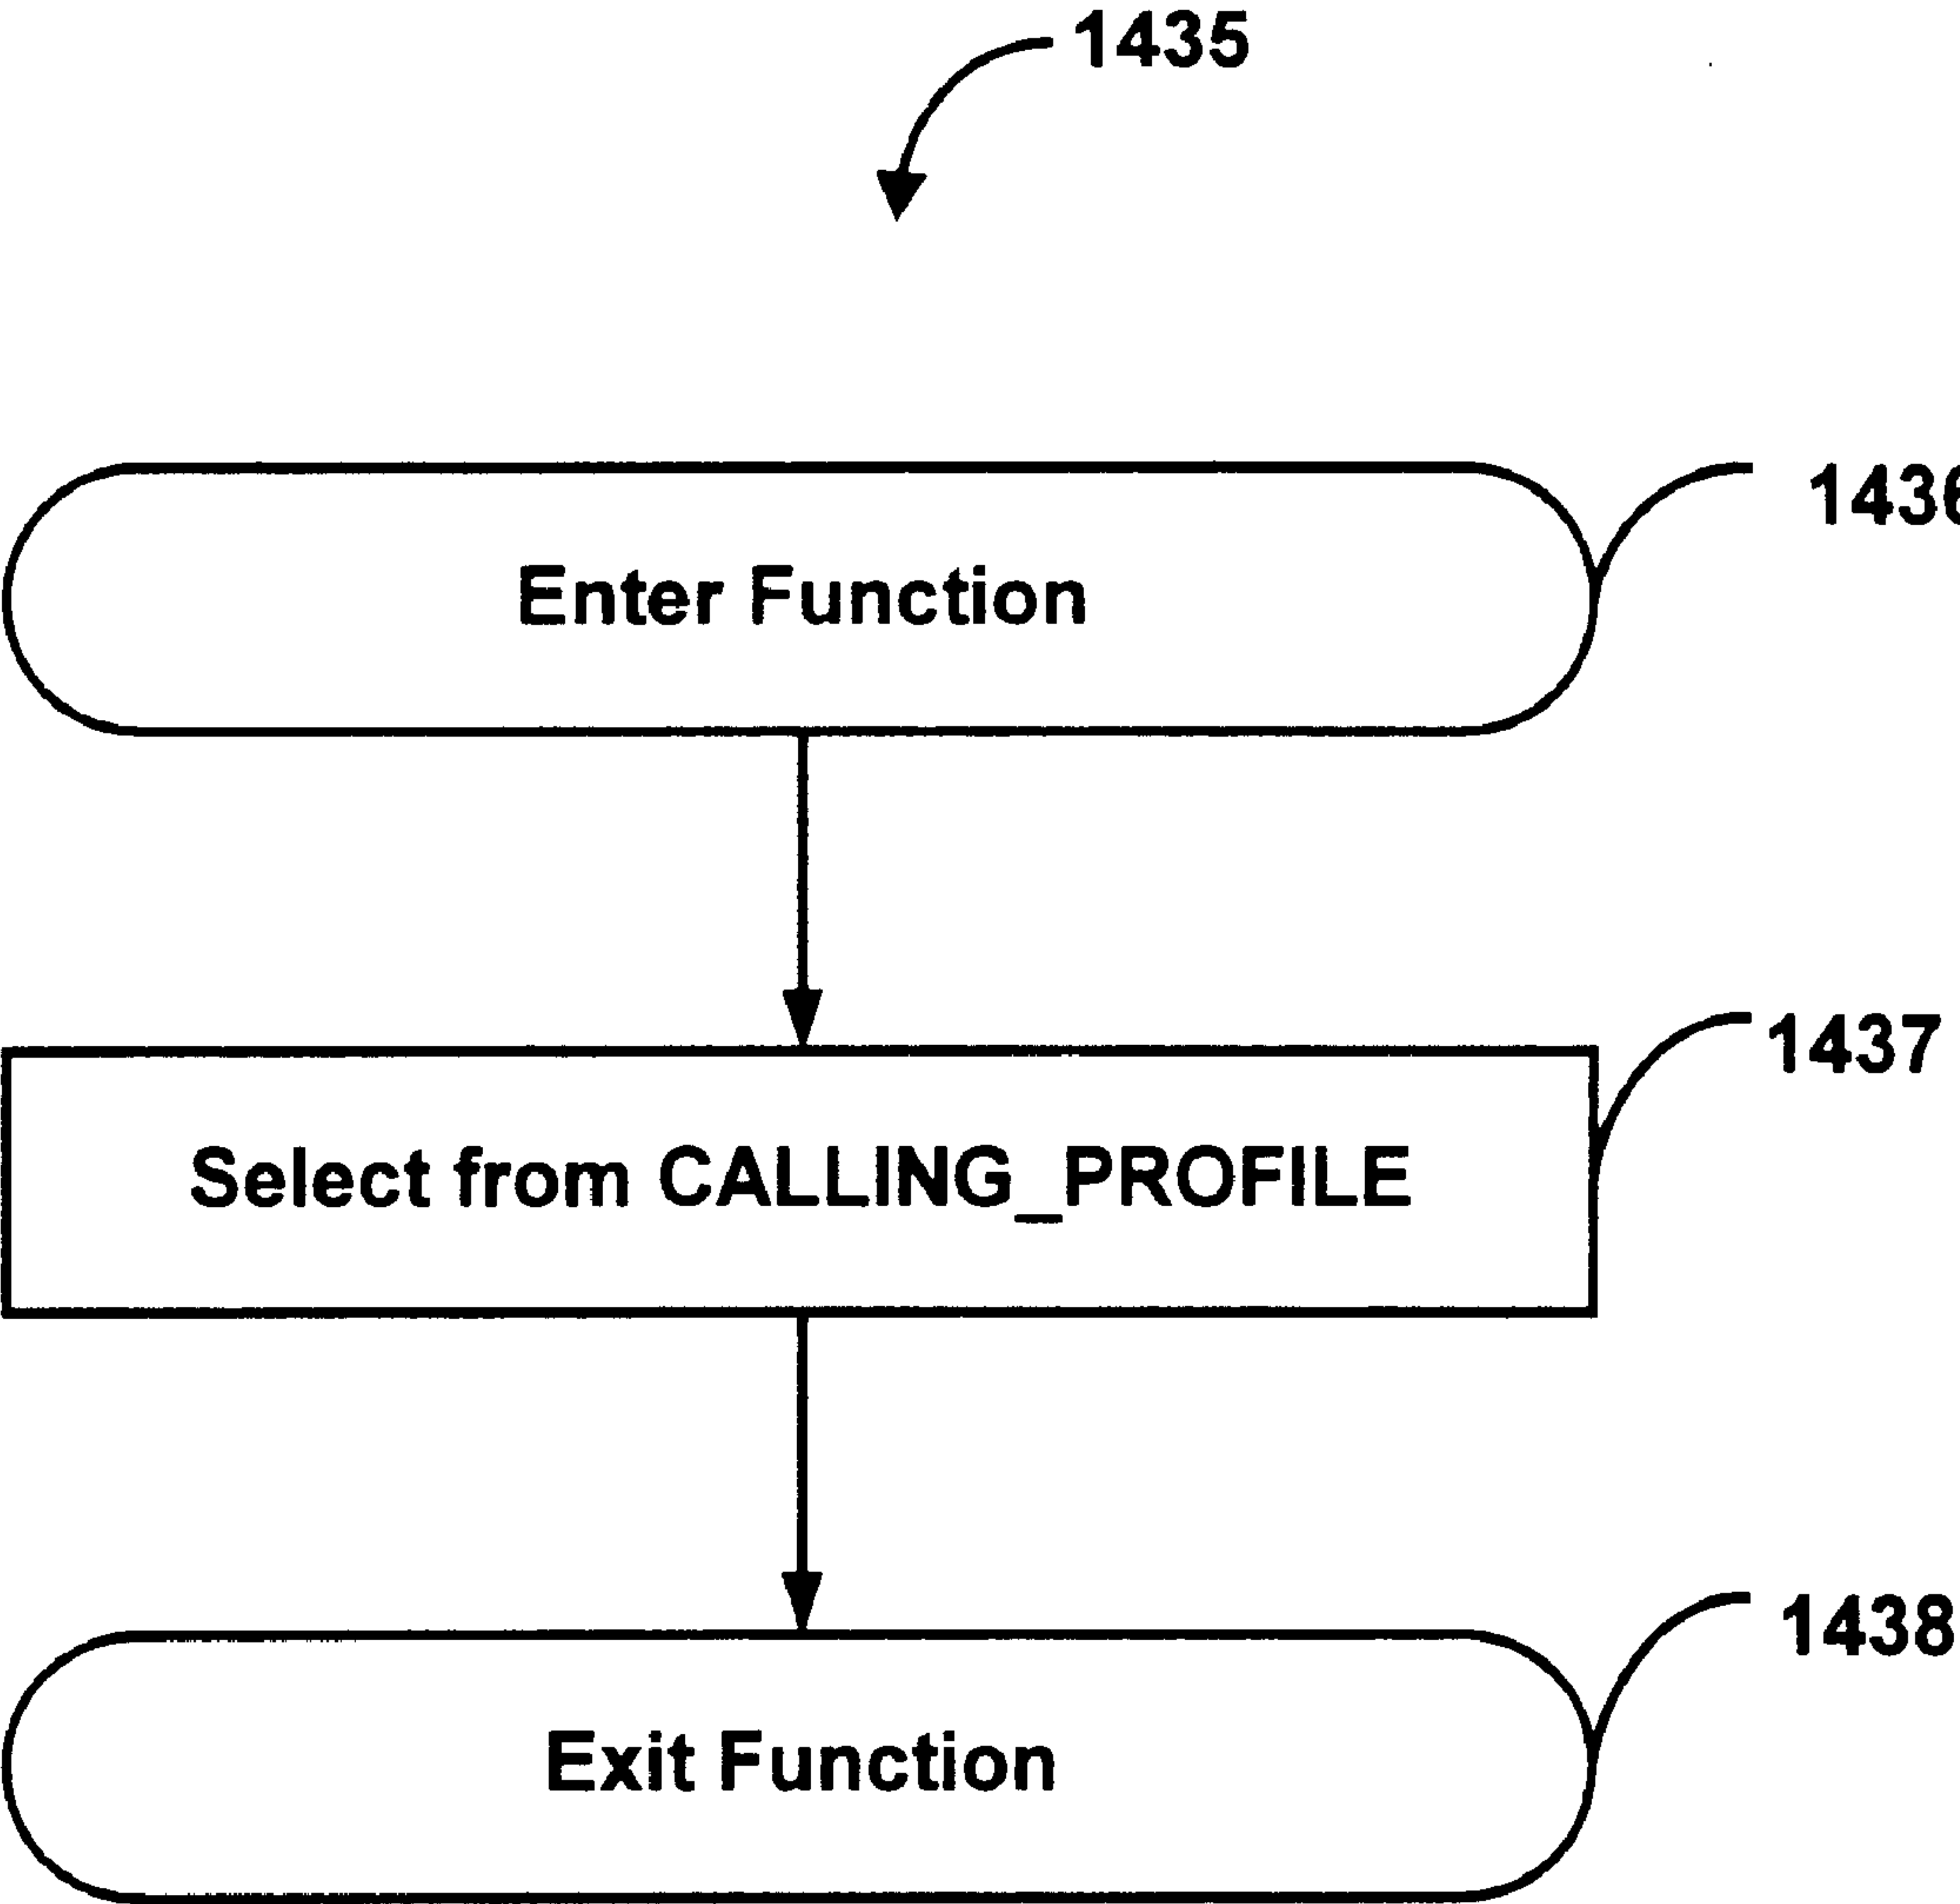 1435
1436
Enter Function
1437
Select from CALLING_PROFILE
1438
Exit Function